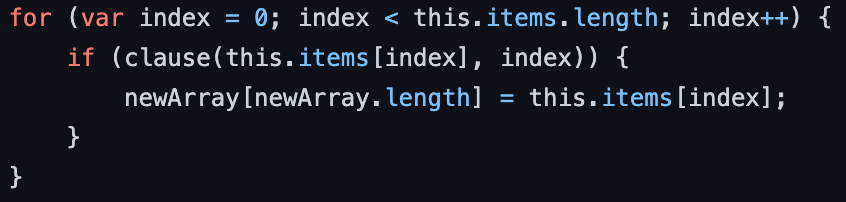 for (var index = 0; index < this.items.length; index++) {
    if (clause(this.items[index], index)) {
        newArray[newArray.length] = this.items[index];
    }
}